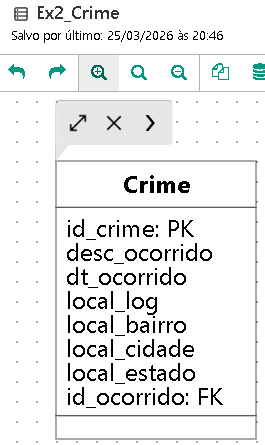 Ex2_Crime
Salvo por último: 25/03/2026 às 20:46
Crime
id_crime: PK
desc_ocorrido
dt_ocorrido
local_log
local_bairro
local_cidade
local_estado
id_ocorrido: FK